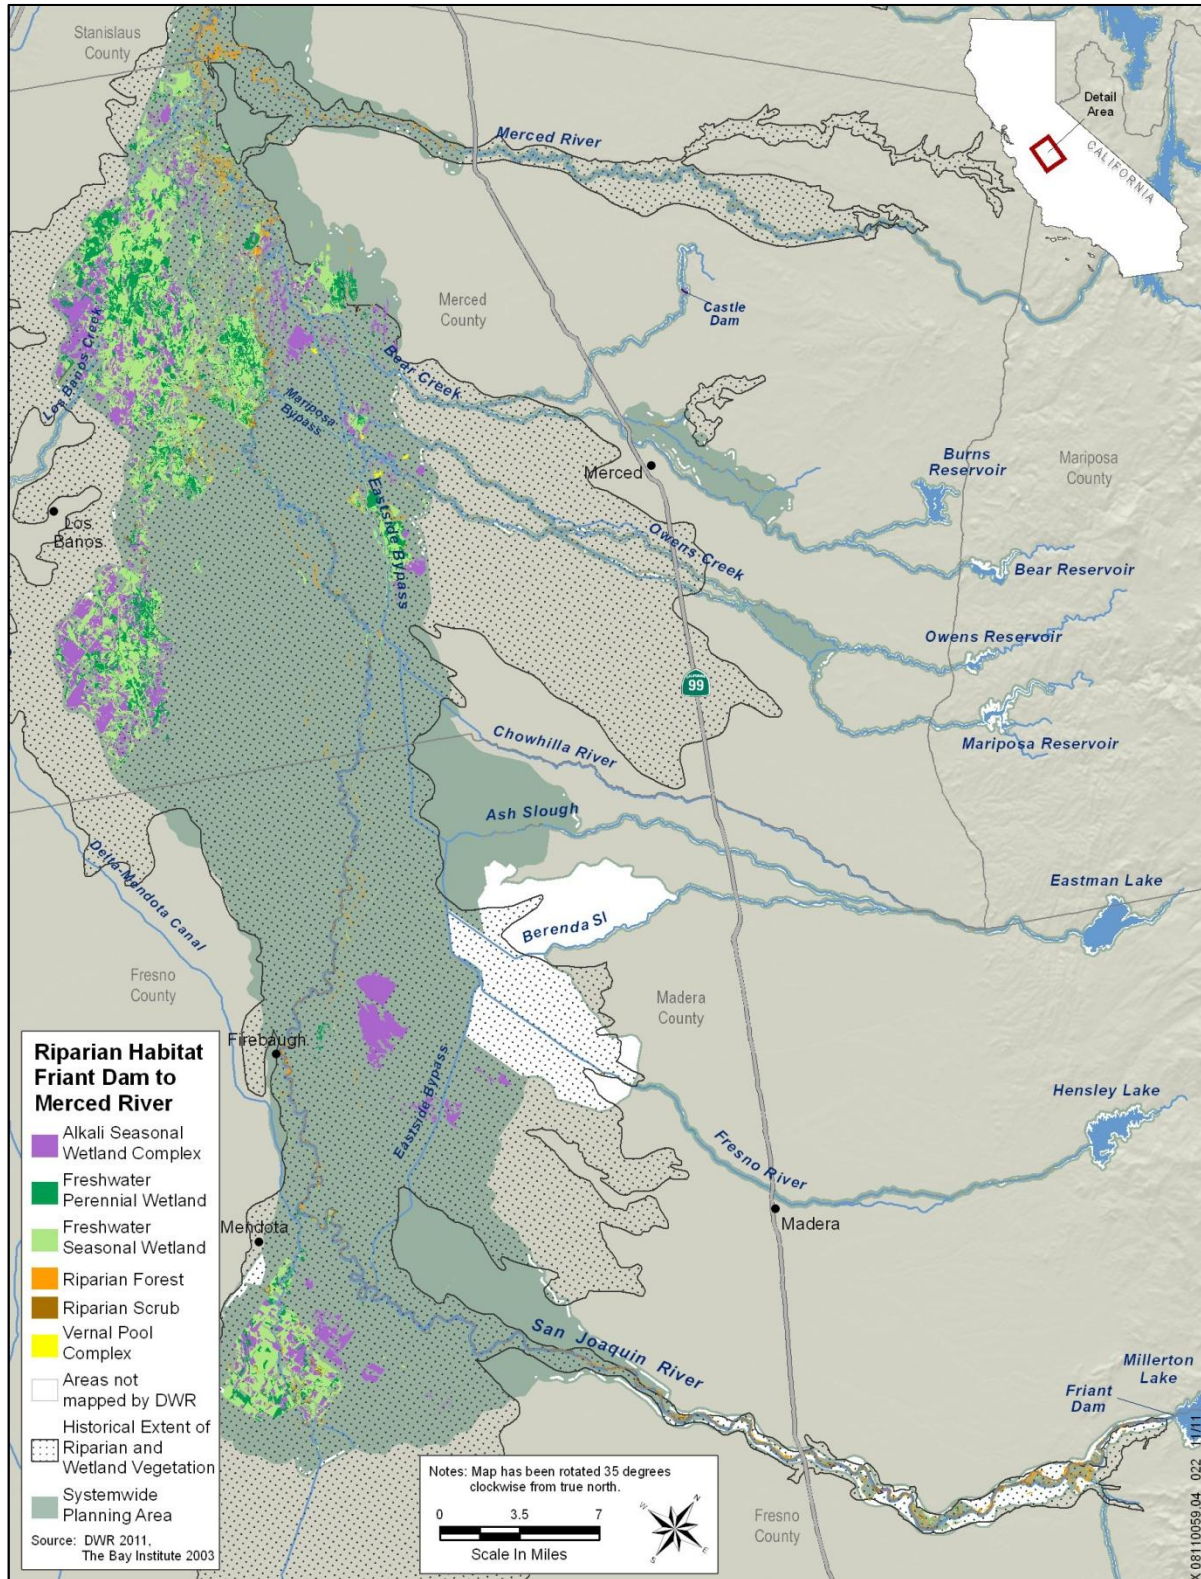 Stanislaus
County
Detail
Area
CALIFORNIA
Merced River
Merced
County
Castle
Dam
Los Banos Creek
Bear Creek
Mariposa
Bypass
Burns
Reservoir
Mariposa
County
Merced
Los
Banos
Eastside Bypass
Owens Creek
Bear Reservoir
Owens Reservoir
99
Mariposa Reservoir
Chowhilla River
Ash Slough
Delta-Mendota Canal
Eastman Lake
Berenda Sl
Fresno
County
Madera
County
Firebaugh
Eastside Bypass
Hensley Lake
Fresno River
Madera
Mendota
San Joaquin River
Millerton
Lake
Friant
Dam
Fresno
County
Riparian Habitat
Friant Dam to
Merced River
Alkali Seasonal
Wetland Complex
Freshwater
Perennial Wetland
Freshwater
Seasonal Wetland
Riparian Forest
Riparian Scrub
Vernal Pool
Complex
Areas not
mapped by DWR
Historical Extent of
Riparian and
Wetland Vegetation
Systemwide
Planning Area
Source: DWR 2011,
The Bay Institute 2003
Notes: Map has been rotated 35 degrees
clockwise from true north.
0 3.5 7
Scale In Miles
N
W
E
S
X 08110059.04 022 11/11